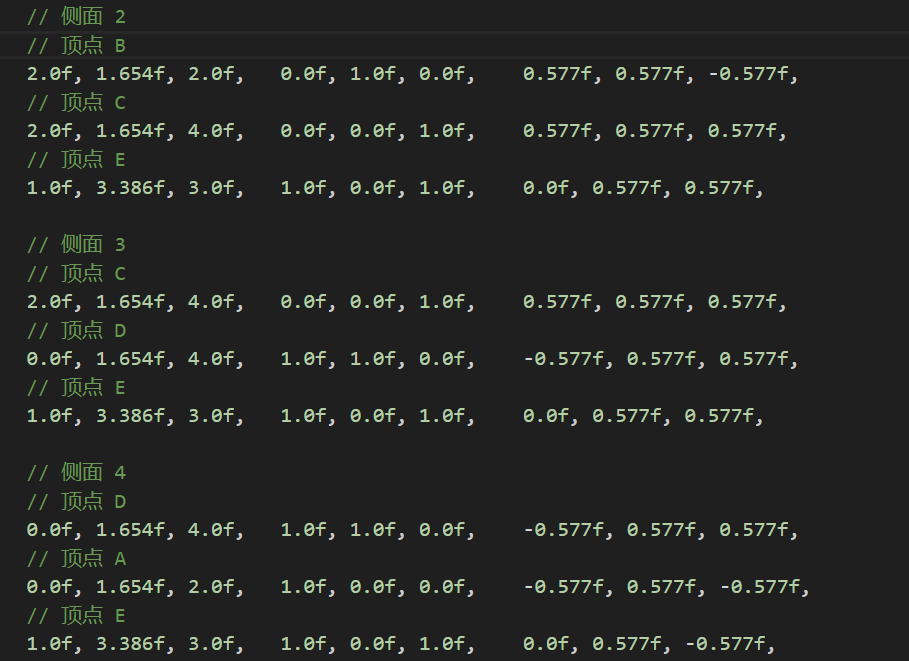 // 侧面 2
// 顶点 B
2.0f, 1.654f, 2.0f,   0.0f, 1.0f, 0.0f,    0.577f, 0.577f, -0.577f,
// 顶点 C
2.0f, 1.654f, 4.0f,   0.0f, 0.0f, 1.0f,    0.577f, 0.577f, 0.577f,
// 顶点 E
1.0f, 3.386f, 3.0f,   1.0f, 0.0f, 1.0f,    0.0f, 0.577f, 0.577f,

// 侧面 3
// 顶点 C
2.0f, 1.654f, 4.0f,   0.0f, 0.0f, 1.0f,    0.577f, 0.577f, 0.577f,
// 顶点 D
0.0f, 1.654f, 4.0f,   1.0f, 1.0f, 0.0f,    -0.577f, 0.577f, 0.577f,
// 顶点 E
1.0f, 3.386f, 3.0f,   1.0f, 0.0f, 1.0f,    0.0f, 0.577f, 0.577f,

// 侧面 4
// 顶点 D
0.0f, 1.654f, 4.0f,   1.0f, 1.0f, 0.0f,    -0.577f, 0.577f, 0.577f,
// 顶点 A
0.0f, 1.654f, 2.0f,   1.0f, 0.0f, 0.0f,    -0.577f, 0.577f, -0.577f,
// 顶点 E
1.0f, 3.386f, 3.0f,   1.0f, 0.0f, 1.0f,    0.0f, 0.577f, -0.577f,